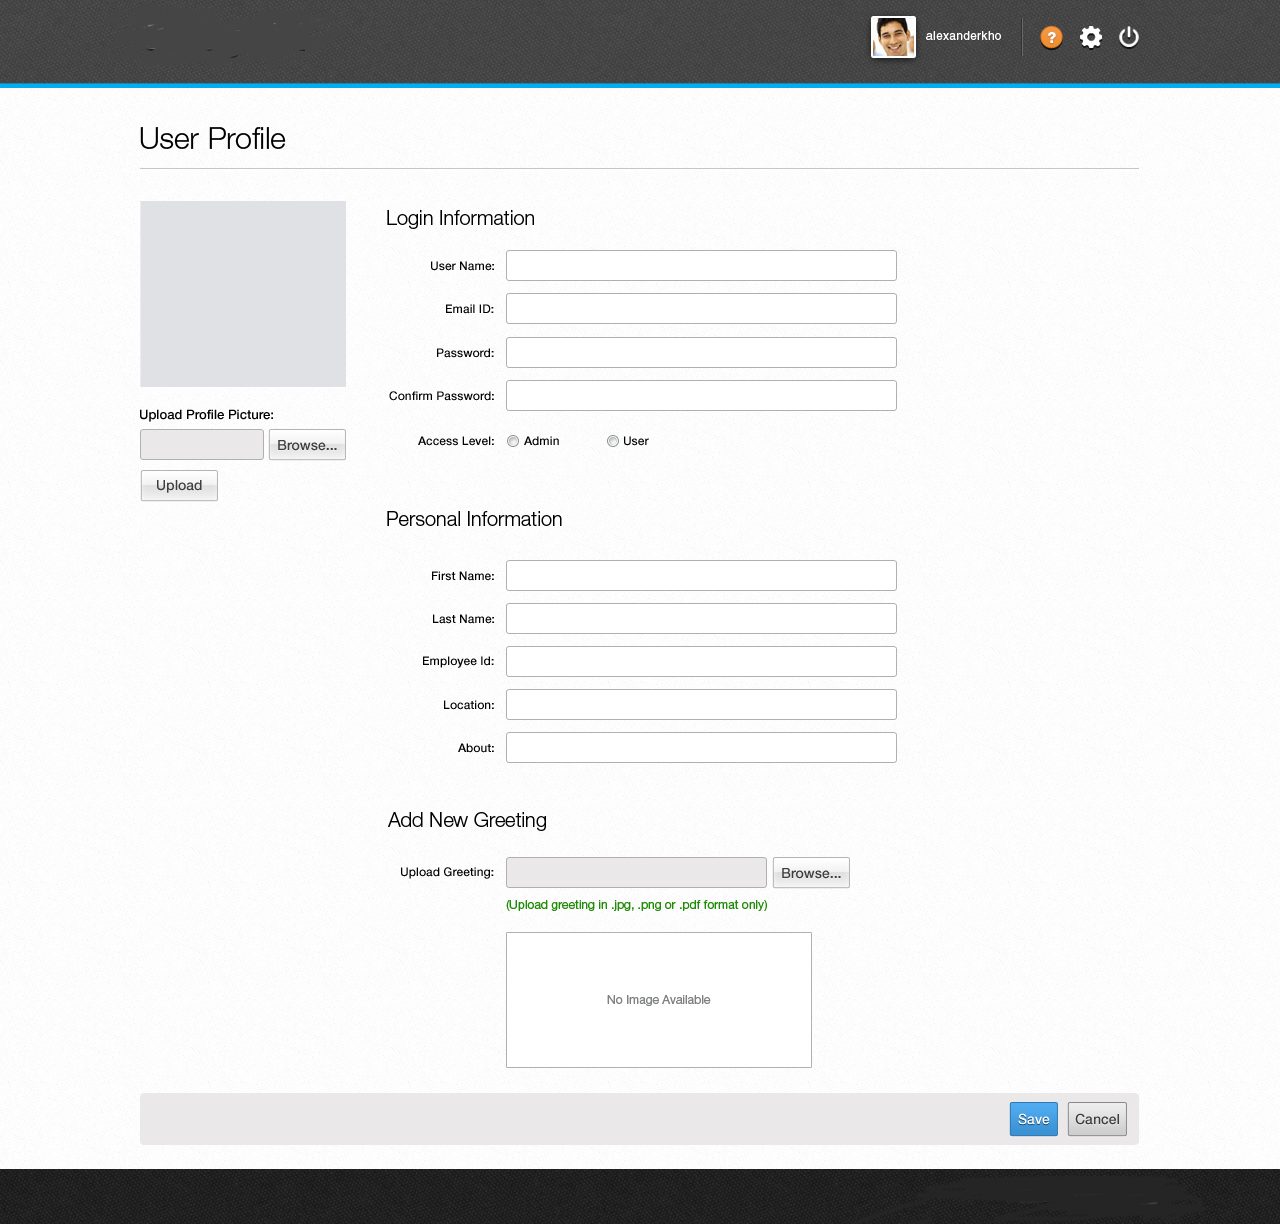 alexanderkho
?
User Profile
Login Information
User Name:
Email ID:
Password:
Confirm Password:
Access Level: Admin User
Upload Profile Picture:
Browse...
Upload
Personal Information
First Name:
Last Name:
Employee Id:
Location:
About:
Add New Greeting
Upload Greeting: Browse...
(Upload greeting in .jpg, .png or .pdf format only)
No Image Available
Save Cancel